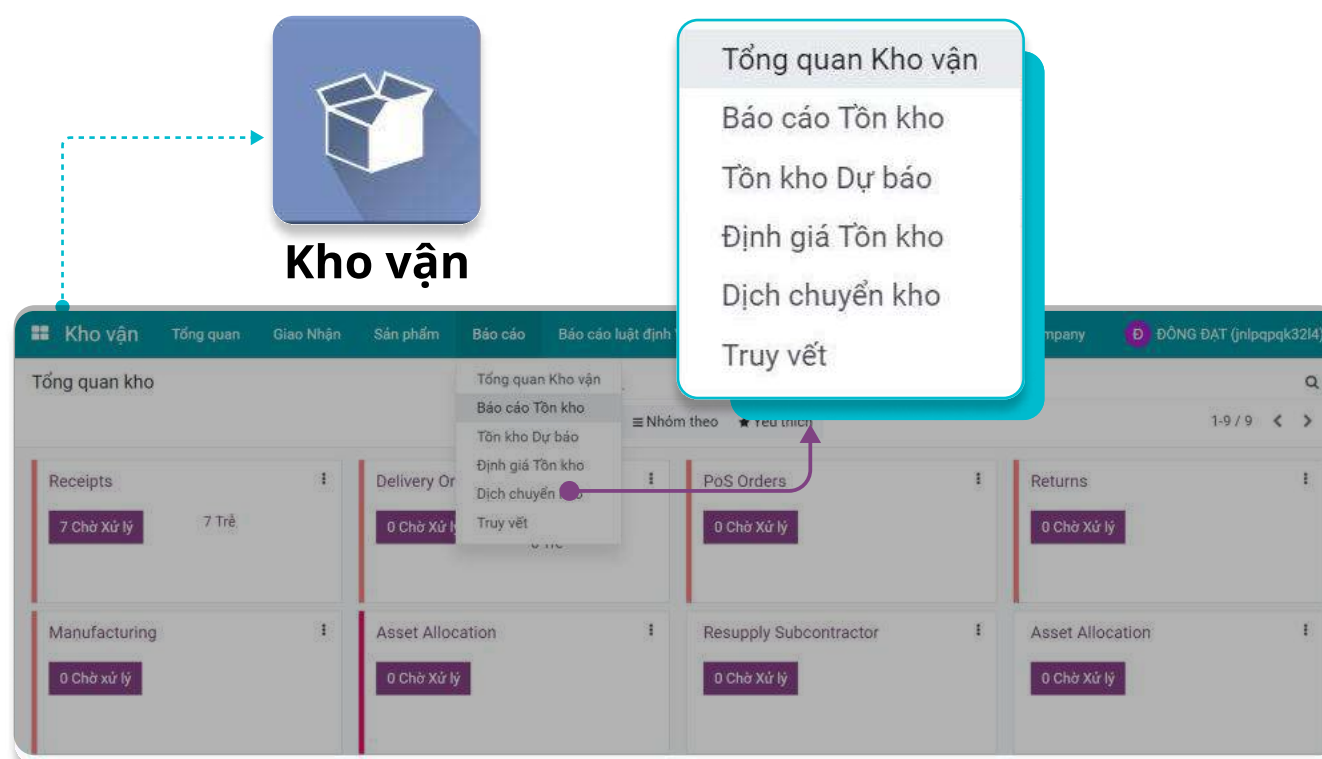 Tổng quan Kho vận
Báo cáo Tồn kho
Tồn kho Dự báo
Định giá Tồn kho
Dịch chuyển kho
Truy vết
Kho vận
Kho vận Tổng quan Giao Nhận Sản phẩm Báo cáo Báo cáo luật định Đ ĐÔNG ĐẠT (jnlpqpqk32l4)
Tổng quan kho
Tổng quan Kho vận
Báo cáo Tồn kho
Tồn kho Dự báo
Định giá Tồn kho
Dịch chuyển
Truy vết
Nhóm theo Yêu thích
1-9 / 9
Receipts
7 Chờ Xử lý 7 Trễ
Delivery Or
0 Chờ Xử l
PoS Orders
0 Chờ Xử lý
Returns
0 Chờ Xử lý
Manufacturing
0 Chờ xử lý
Asset Allocation
0 Chờ Xử lý
Resupply Subcontractor
0 Chờ Xử lý
Asset Allocation
0 Chờ Xử lý